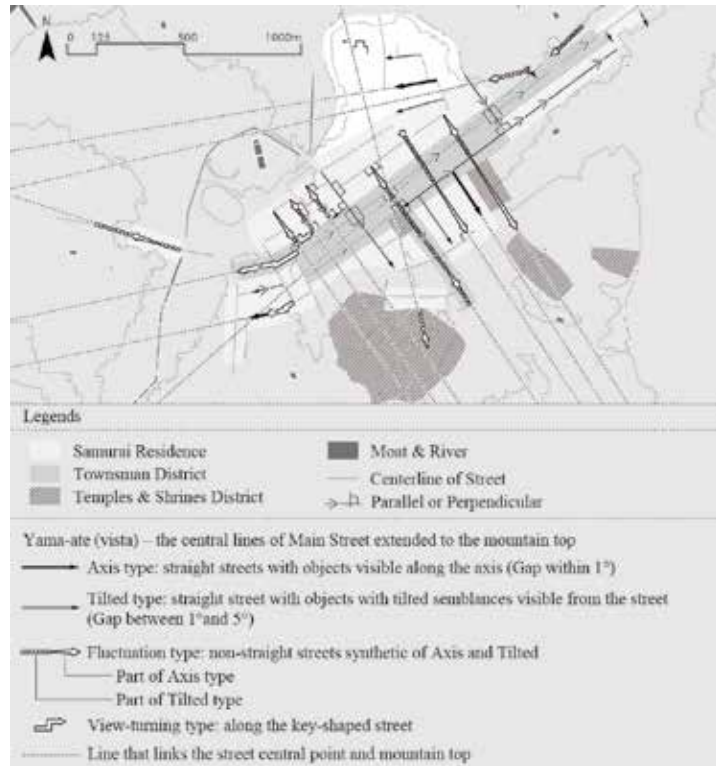 N
0 125 500 1000m
Legends
Samurai Residence
Townsman District
Temples & Shrines District
Moat & River
Centerline of Street
Parallel or Perpendicular
Yama-ate (vista) – the central lines of Main Street extended to the mountain top
Axis type: straight streets with objects visible along the axis (Gap within 1°)
Tilted type: straight street with objects with tilted semblances visible from the street
(Gap between 1°and 5°)
Fluctuation type: non-straight streets synthetic of Axis and Tilted
Part of Axis type
Part of Tilted type
View-turning type: along the key-shaped street
Line that links the street central point and mountain top